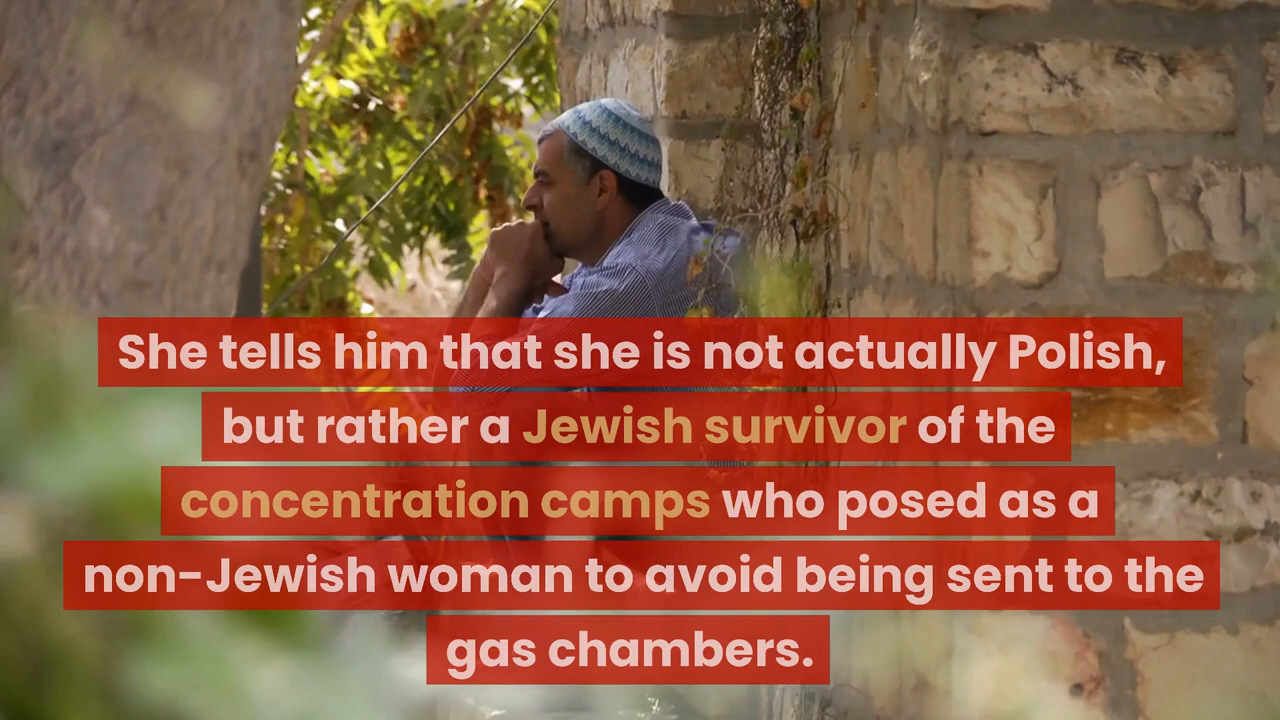 She tells him that she is not actually Polish,
but rather a Jewish survivor of the
concentration camps who posed as a
non-Jewish woman to avoid being sent to the
gas chambers.